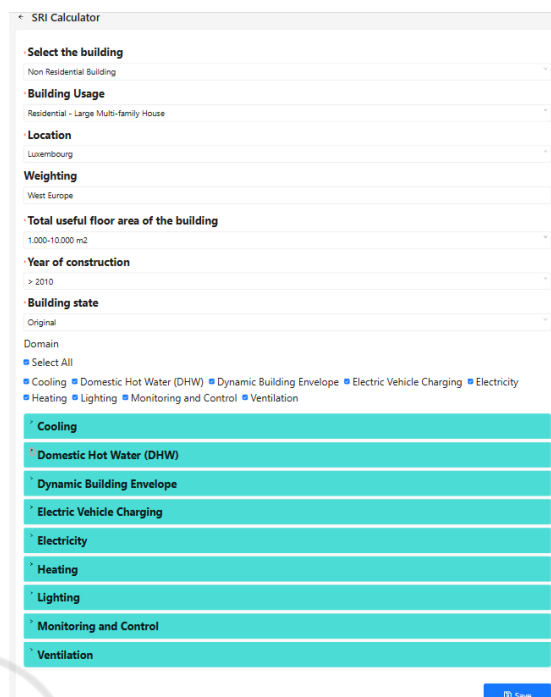 SRI Calculator
*Select the building
Non Residential Building
*Building Usage
Residential - Large Multi-family House
*Location
Luxembourg
Weighting
West Europe
*Total useful floor area of the building
1.000-10.000 m2
*Year of construction
> 2010
*Building state
Original
Domain
Select All
Cooling Domestic Hot Water (DHW) Dynamic Building Envelope Electric Vehicle Charging Electricity
Heating Lighting Monitoring and Control Ventilation
Cooling
Domestic Hot Water (DHW)
Dynamic Building Envelope
Electric Vehicle Charging
Electricity
Heating
Lighting
Monitoring and Control
Ventilation
Save